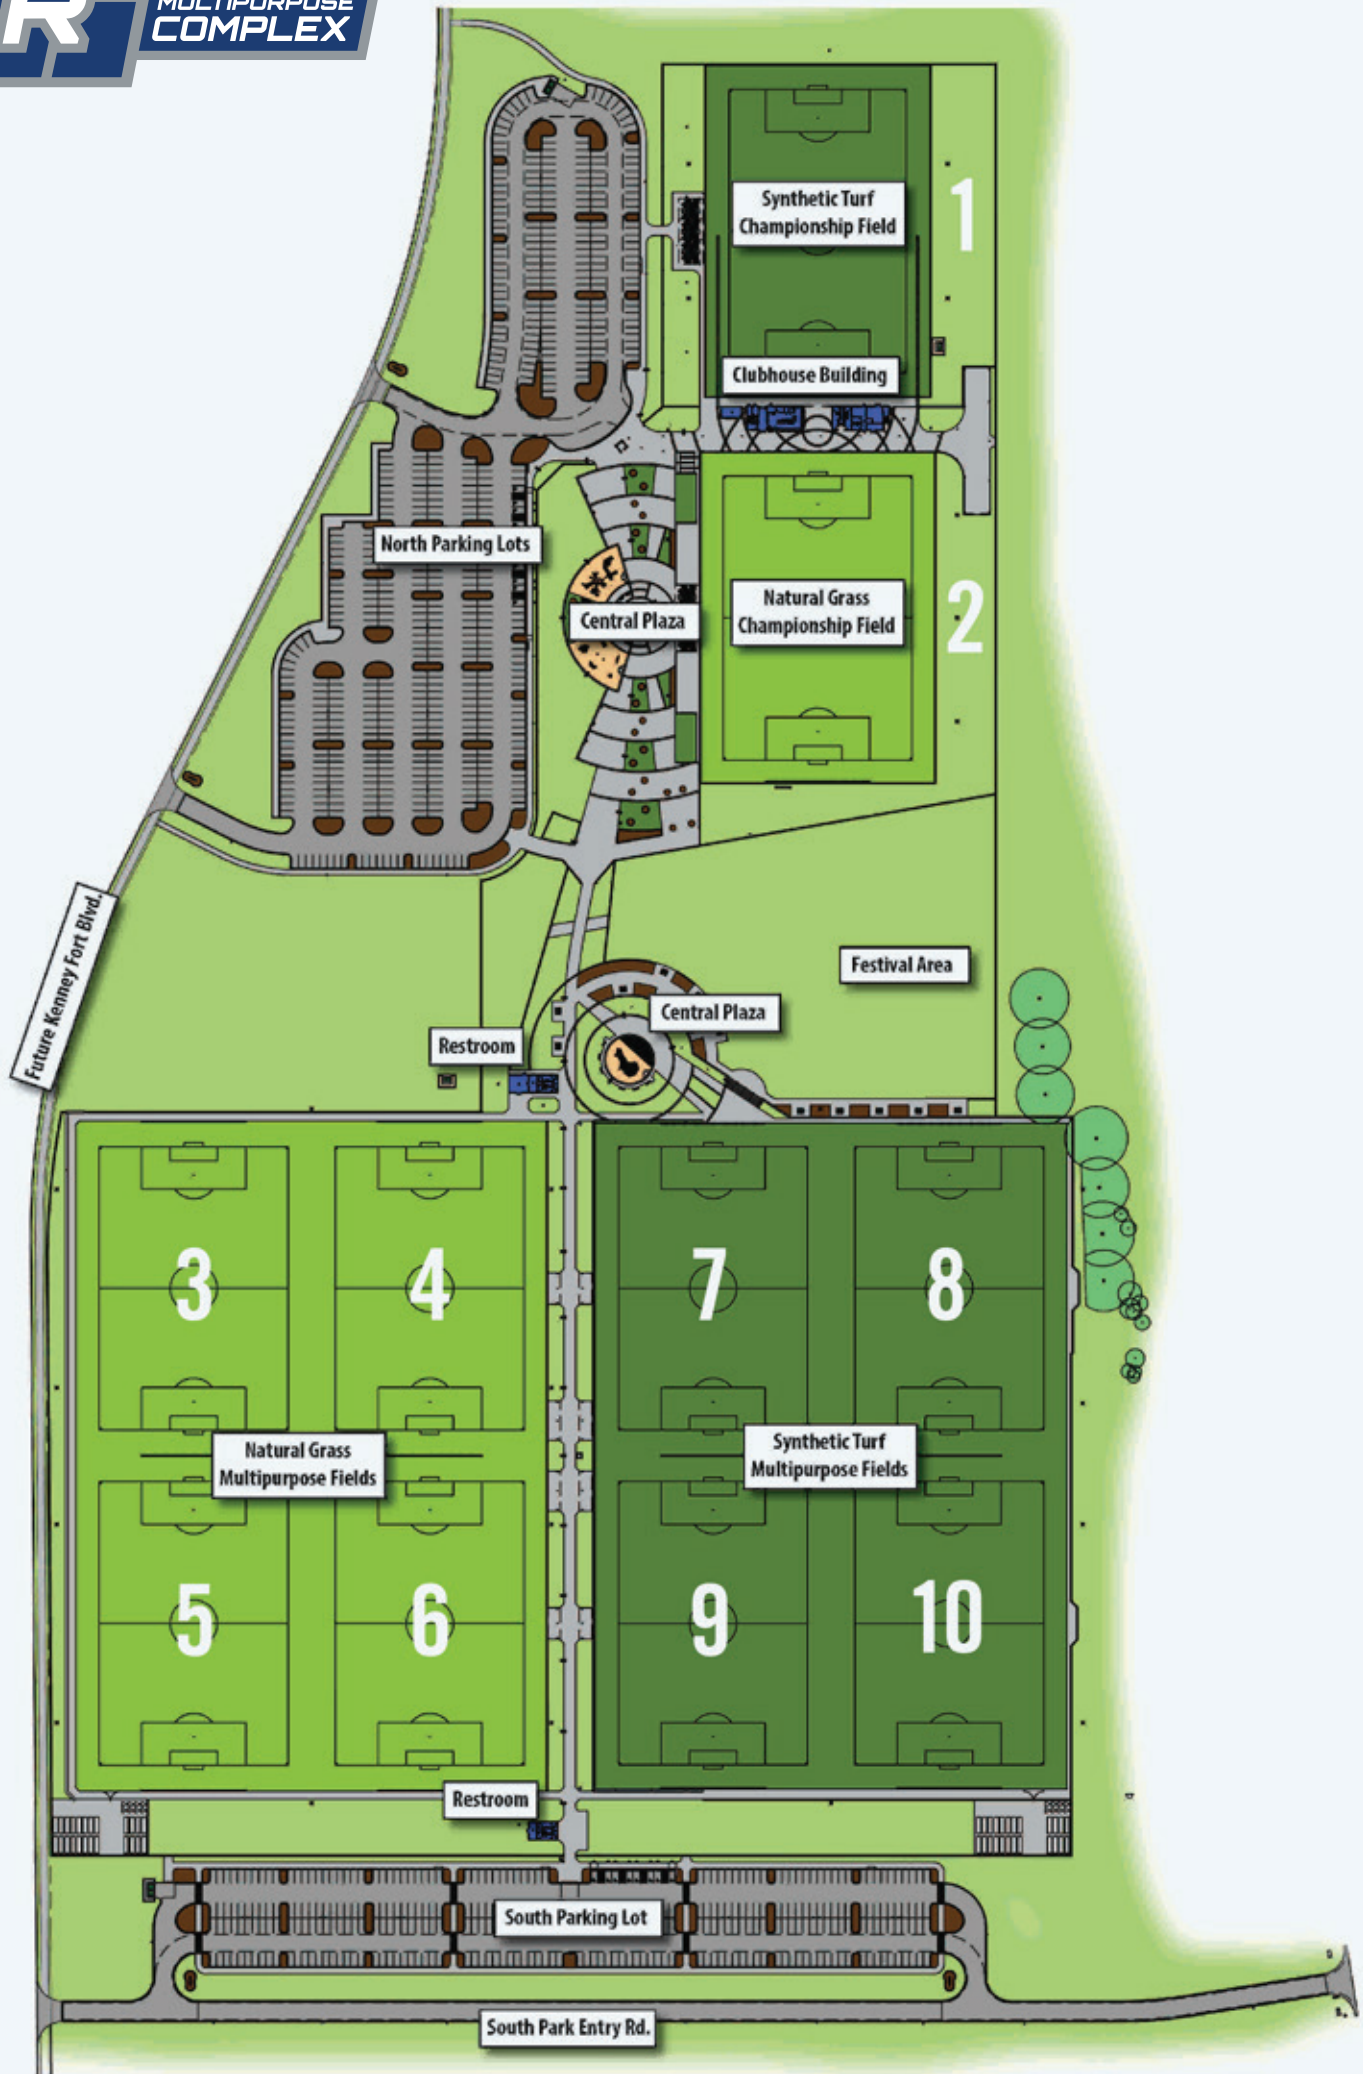 R
MULTIPURPOSE
COMPLEX
Synthetic Turf
Championship Field
1
Clubhouse Building
North Parking Lots
Central Plaza
Natural Grass
Championship Field
2
Future Kenney Fort Blvd.
Festival Area
Central Plaza
Restroom
3
4
7
8
Natural Grass
Multipurpose Fields
Synthetic Turf
Multipurpose Fields
5
6
9
10
Restroom
South Parking Lot
South Park Entry Rd.